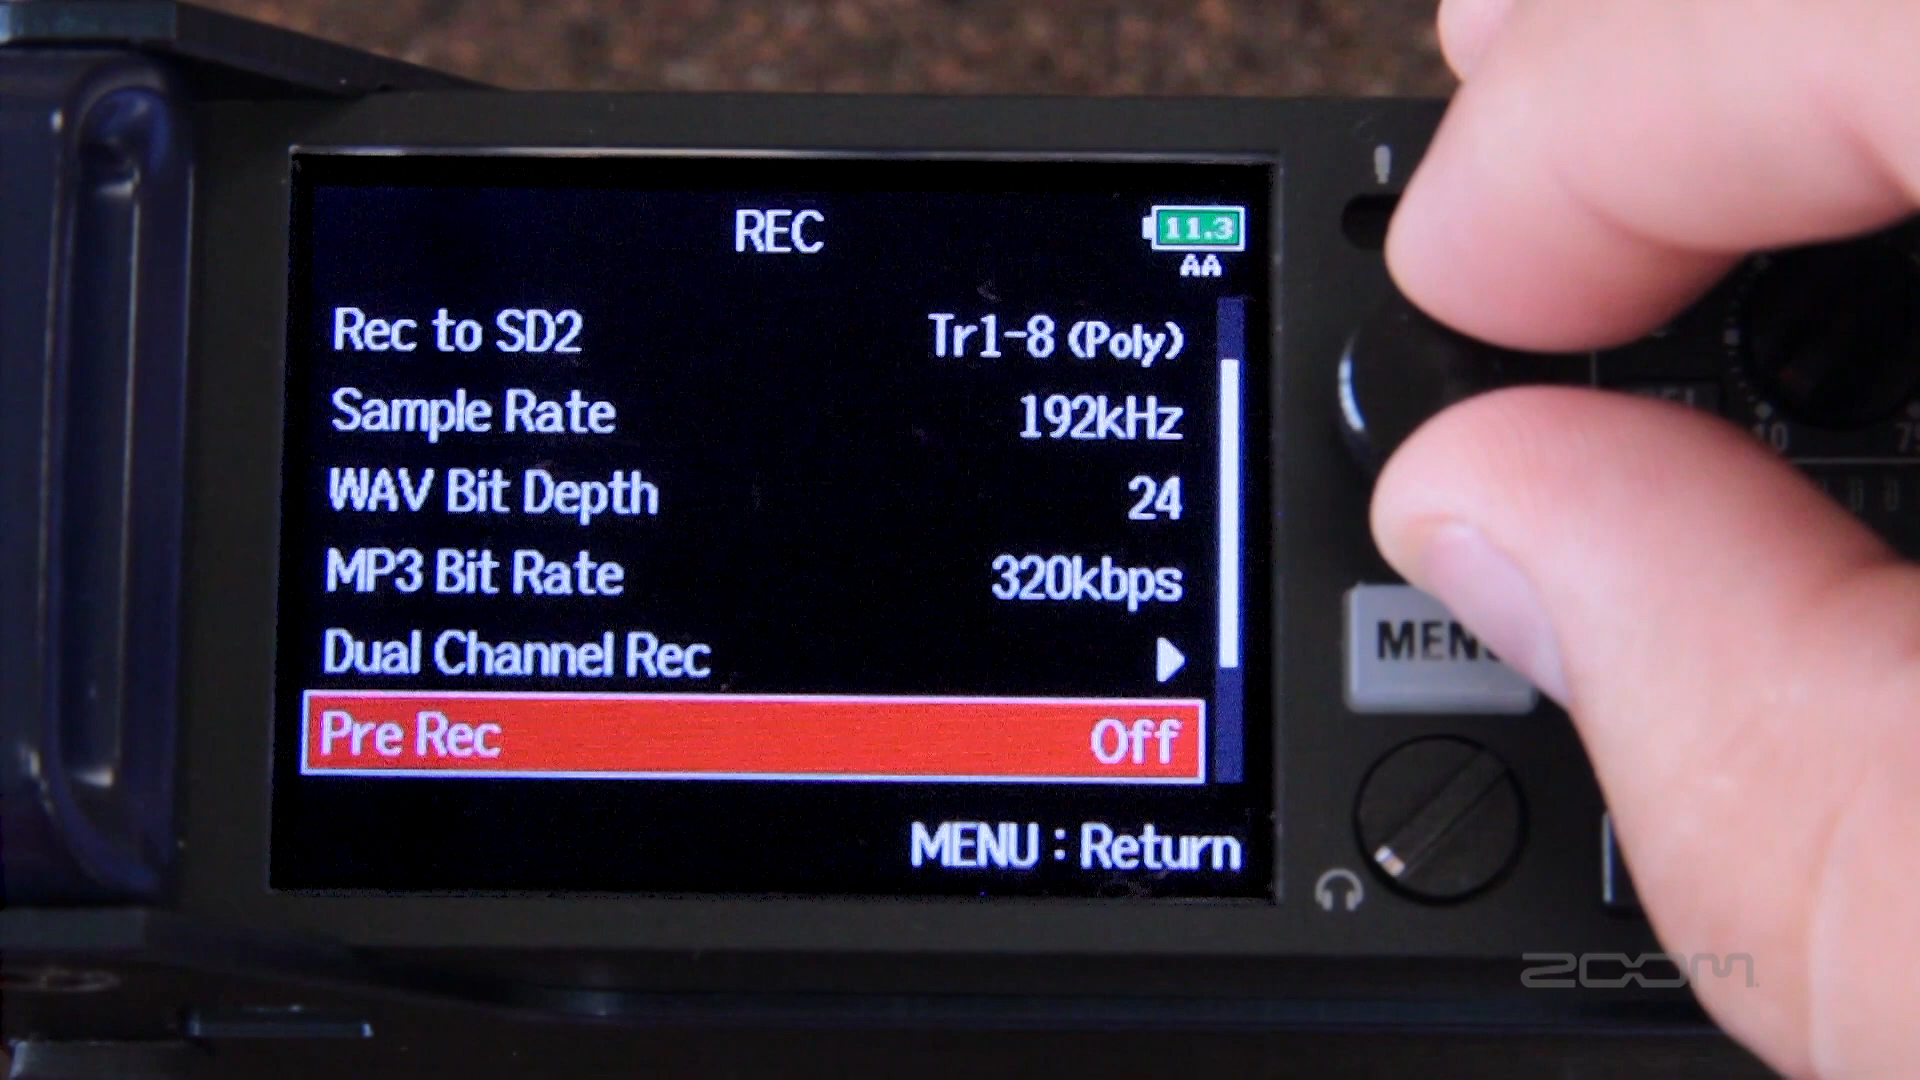 REC
11.3
AA
Rec to SD2 Tr1-8 (Poly)
Sample Rate 192kHz
WAV Bit Depth 24
MP3 Bit Rate 320kbps
Dual Channel Rec
Pre Rec Off
MENU : Return
10
ZOOM